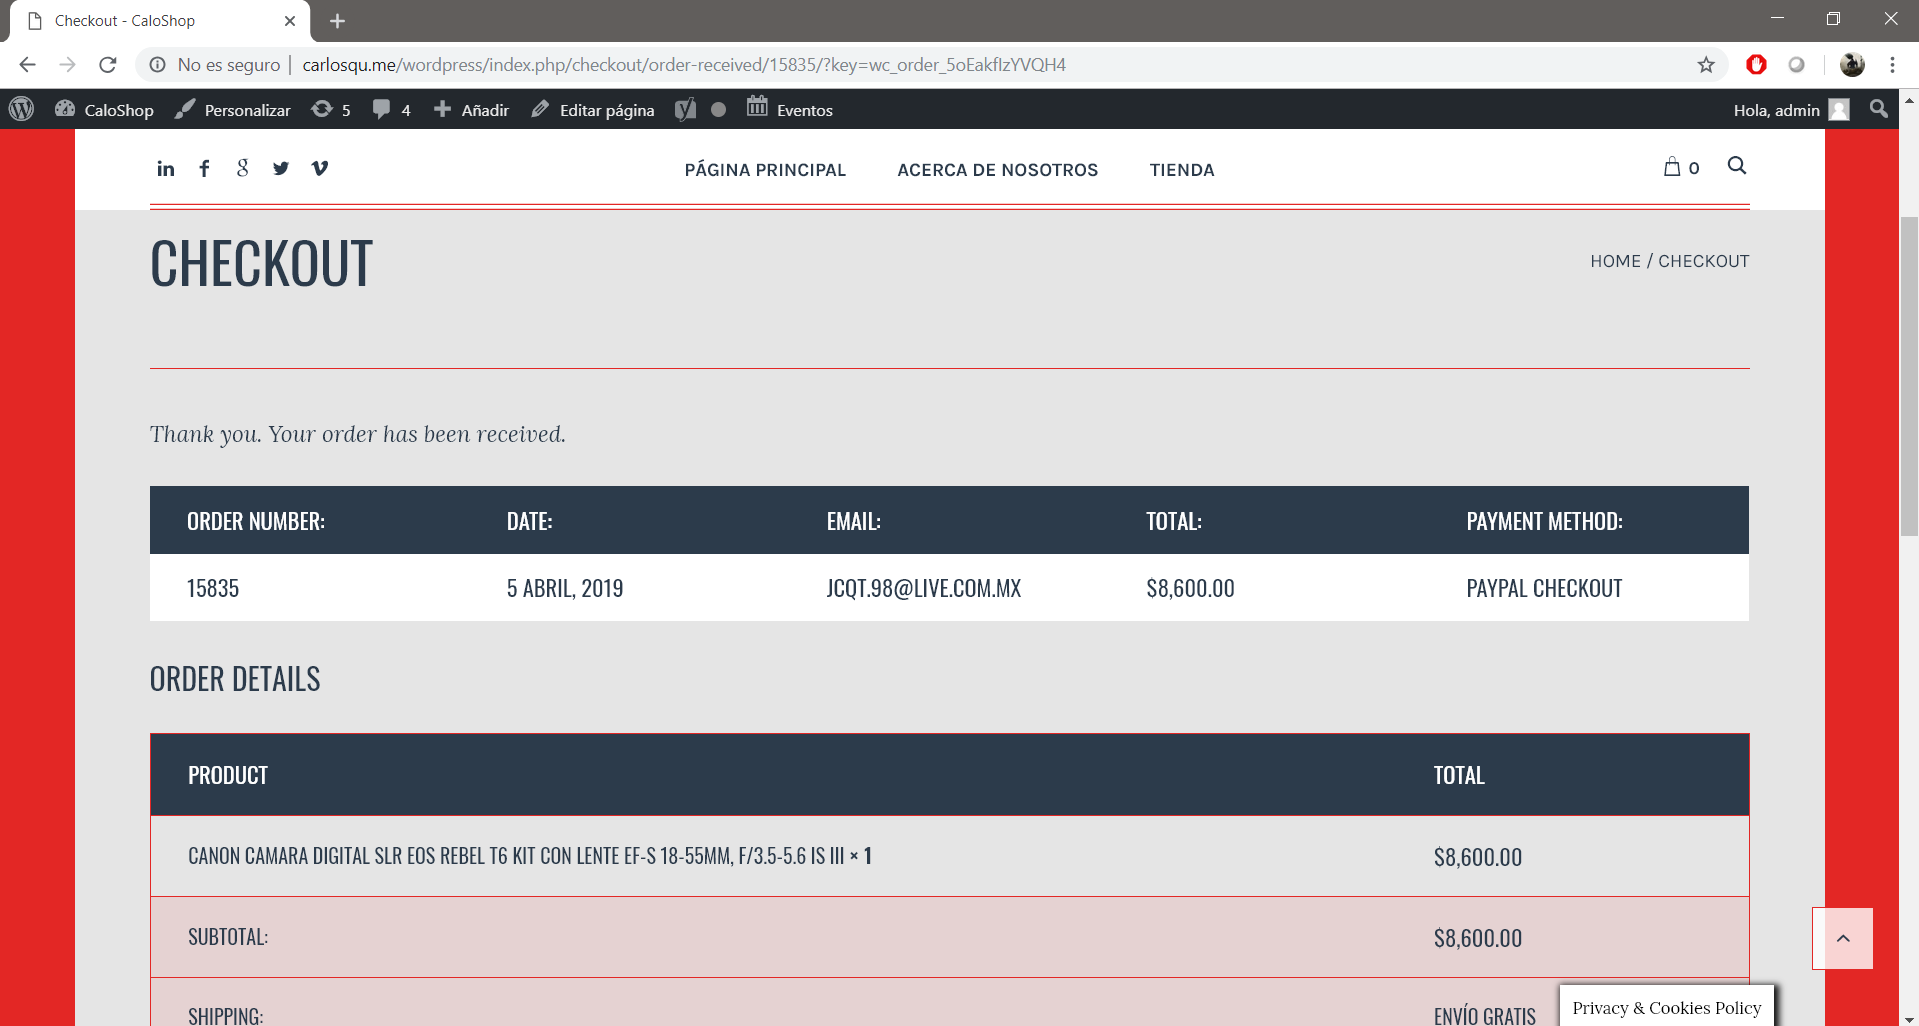 Checkout - CaloShop
No es seguro | carlosqu.me/wordpress/index.php/checkout/order-received/15835/?key=wc_order_5oEakfIzYVQH4
CaloShop Personalizar 5 4 Añadir Editar página Eventos Hola, admin
PÁGINA PRINCIPAL ACERCA DE NOSOTROS TIENDA 0
CHECKOUT
HOME / CHECKOUT
Thank you. Your order has been received.
ORDER NUMBER: DATE: EMAIL: TOTAL: PAYMENT METHOD:
15835 5 ABRIL, 2019 JCQT.98@LIVE.COM.MX $8,600.00 PAYPAL CHECKOUT
ORDER DETAILS
PRODUCT TOTAL
CANON CAMARA DIGITAL SLR EOS REBEL T6 KIT CON LENTE EF-S 18-55MM, F/3.5-5.6 IS III × 1 $8,600.00
SUBTOTAL: $8,600.00
SHIPPING: ENVÍO GRATIS
Privacy & Cookies Policy